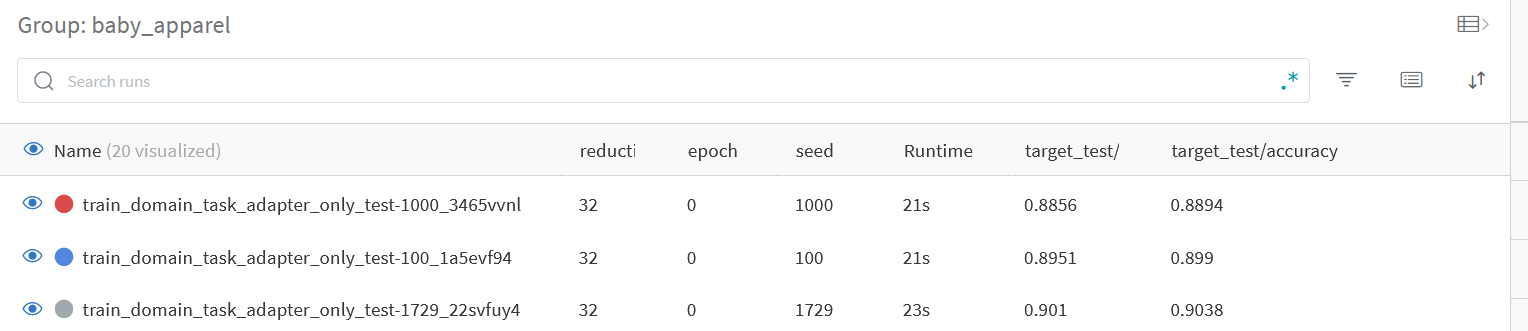 Group: baby_apparel
Search runs .*
Name (20 visualized) reducti epoch seed Runtime target_test/ target_test/accuracy
train_domain_task_adapter_only_test-1000_3465vvnl 32 0 1000 21s 0.8856 0.8894
train_domain_task_adapter_only_test-100_1a5evf94 32 0 100 21s 0.8951 0.899
train_domain_task_adapter_only_test-1729_22svfuy4 32 0 1729 23s 0.901 0.9038